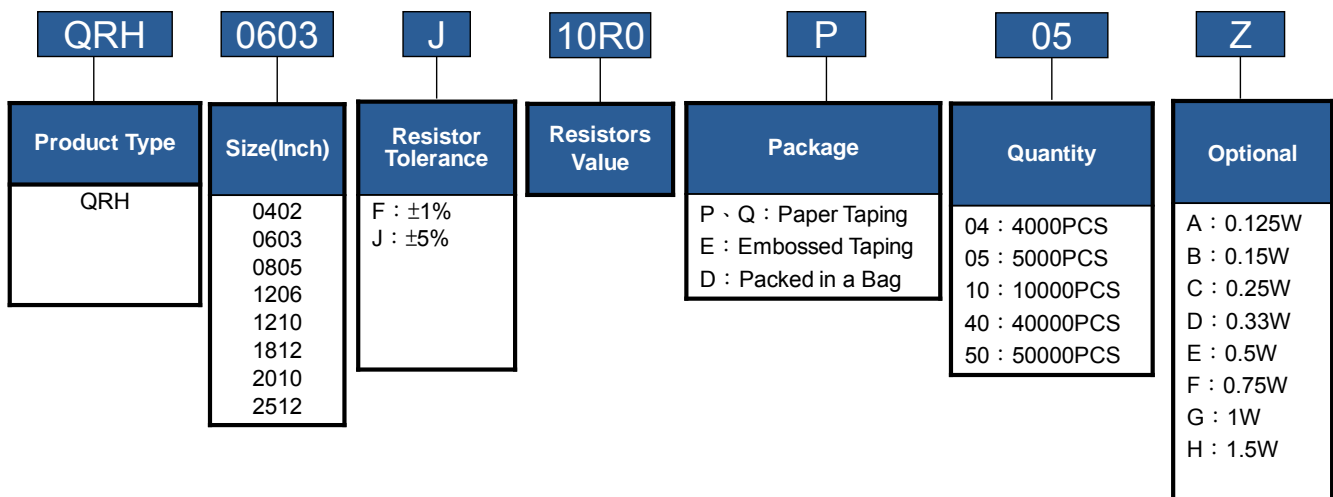 QRH 0603 J 10R0 P 05 Z
Product Type
QRH
Size(Inch)
0402
0603
0805
1206
1210
1812
2010
2512
Resistor
Tolerance
F：±1%
J：±5%
Resistors
Value
Package
P、Q：Paper Taping
E：Embossed Taping
D：Packed in a Bag
Quantity
04：4000PCS
05：5000PCS
10：10000PCS
40：40000PCS
50：50000PCS
Optional
A：0.125W
B：0.15W
C：0.25W
D：0.33W
E：0.5W
F：0.75W
G：1W
H：1.5W